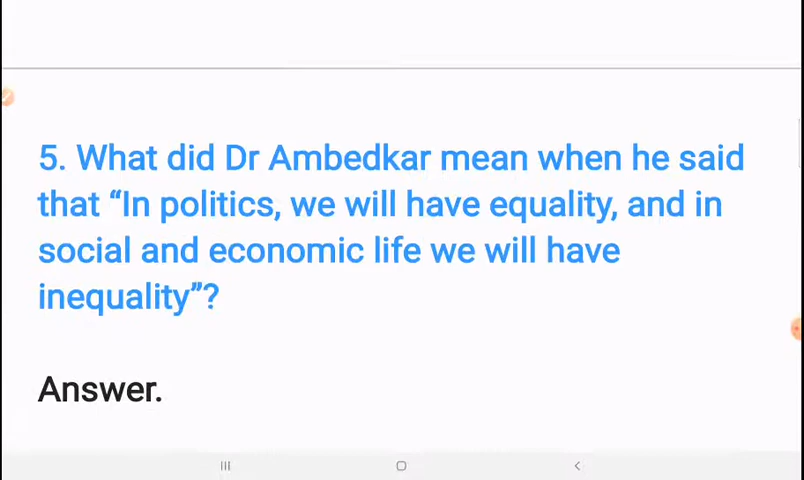 5. What did Dr Ambedkar mean when he said
that “In politics, we will have equality, and in
social and economic life we will have
inequality”?
Answer.